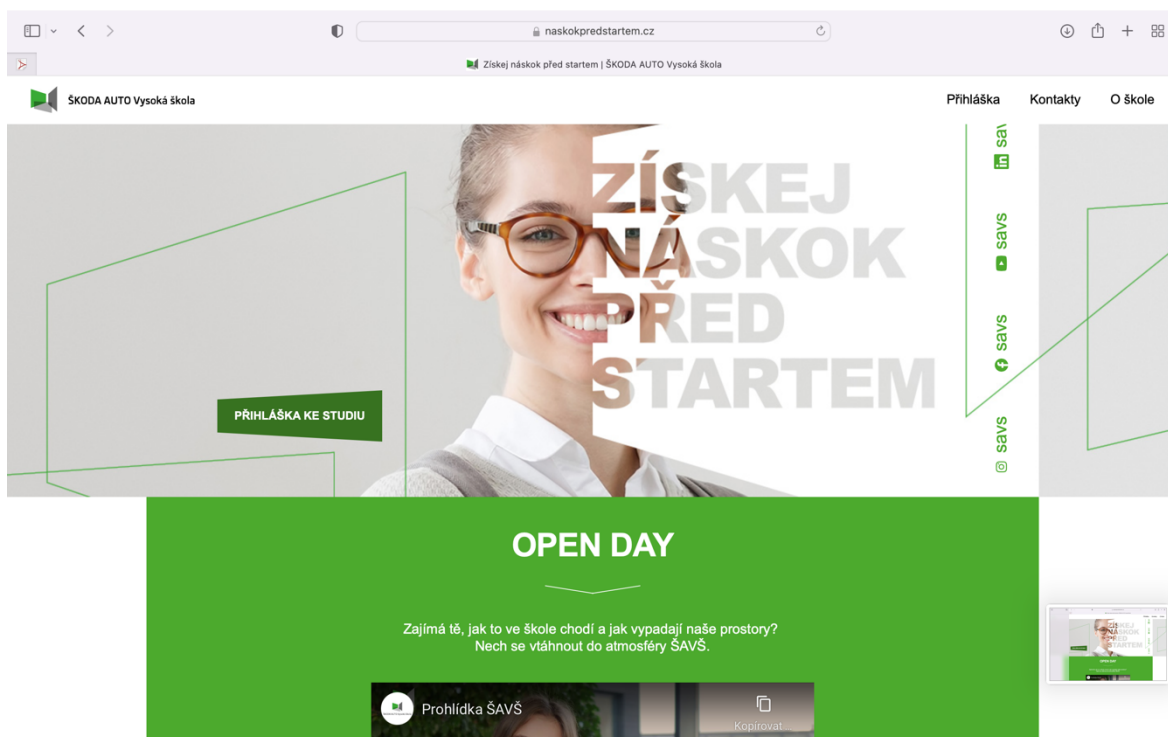 naskokpredstartem.cz
Získej náskok před startem | ŠKODA AUTO Vysoká škola
ŠKODA AUTO Vysoká škola
Přihláška
Kontakty
O škole
ZÍSKEJ
NÁSKOK
PŘED
STARTEM
sav
savs
savs
savs
PŘIHLÁŠKA KE STUDIU
OPEN DAY
Zajímá tě, jak to ve škole chodí a jak vypadají naše prostory?
Nech se vtáhnout do atmosféry ŠAVŠ.
Prohlídka ŠAVŠ
Kopírovat